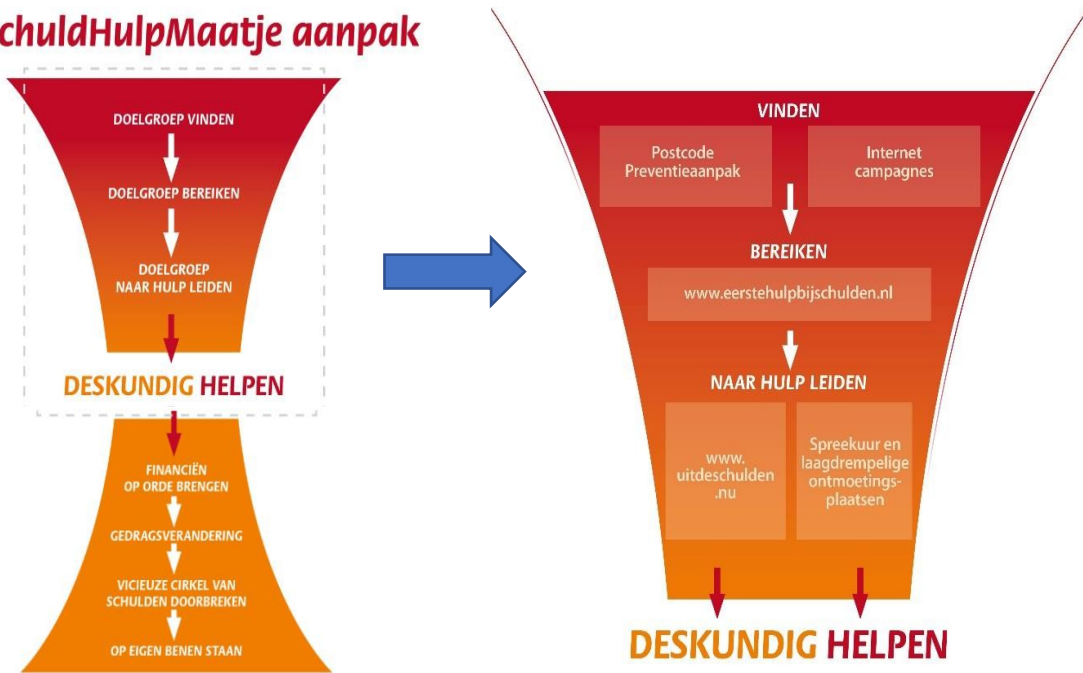 chuldHulpMaatje aanpak
DOELGROEP VINDEN
DOELGROEP BEREIKEN
DOELGROEP
NAAR HULP LEIDEN
DESKUNDIG HELPEN
FINANCIËN
OP ORDE BRENGEN
GEDRAGSVERANDERING
VICIEUZE CIRKEL VAN
SCHULDEN DOORBREKEN
OP EIGEN BENEN STAAN
VINDEN
Postcode
Preventieaanpak
Internet
campagnes
BEREIKEN
www.eerstehulpbijschulden.nl
NAAR HULP LEIDEN
www.
uitdeschulden
.nu
Spreekuur en
laagdrempelige
ontmoetings-
plaatsen
DESKUNDIG HELPEN